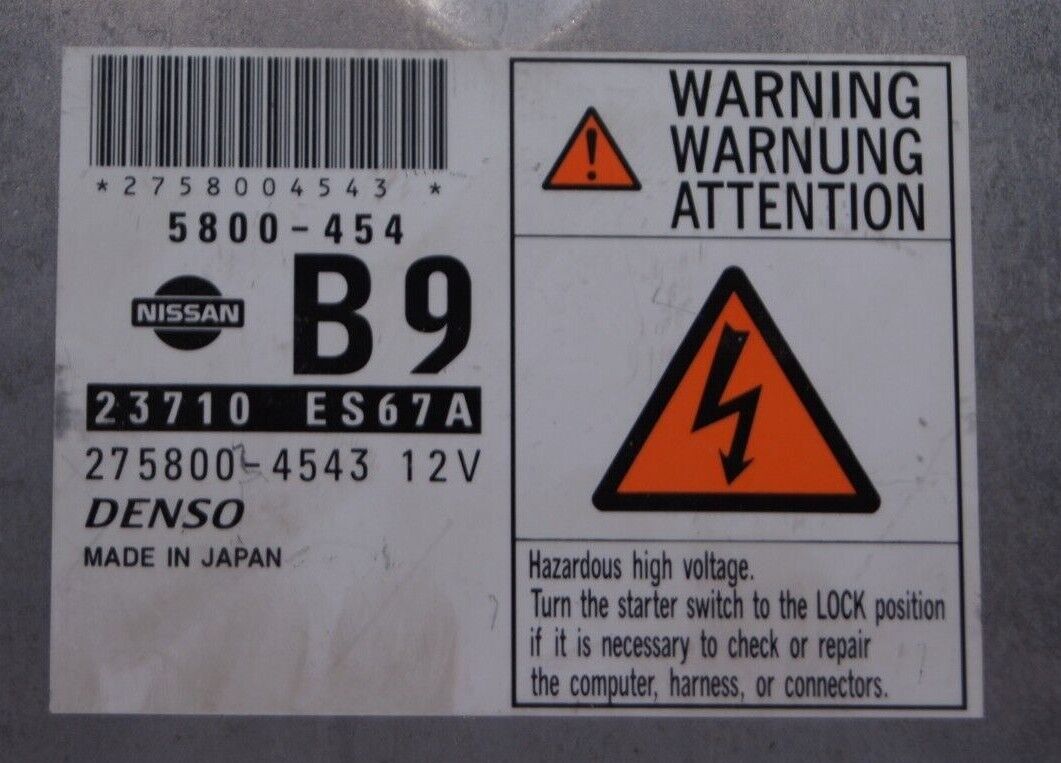 *2758004543*
5800-454
NISSAN
B9
23710 ES67A
275800-4543 12V
DENSO
MADE IN JAPAN
WARNING
WARNUNG
ATTENTION
Hazardous high voltage.
Turn the starter switch to the LOCK position
if it is necessary to check or repair
the computer, harness, or connectors.